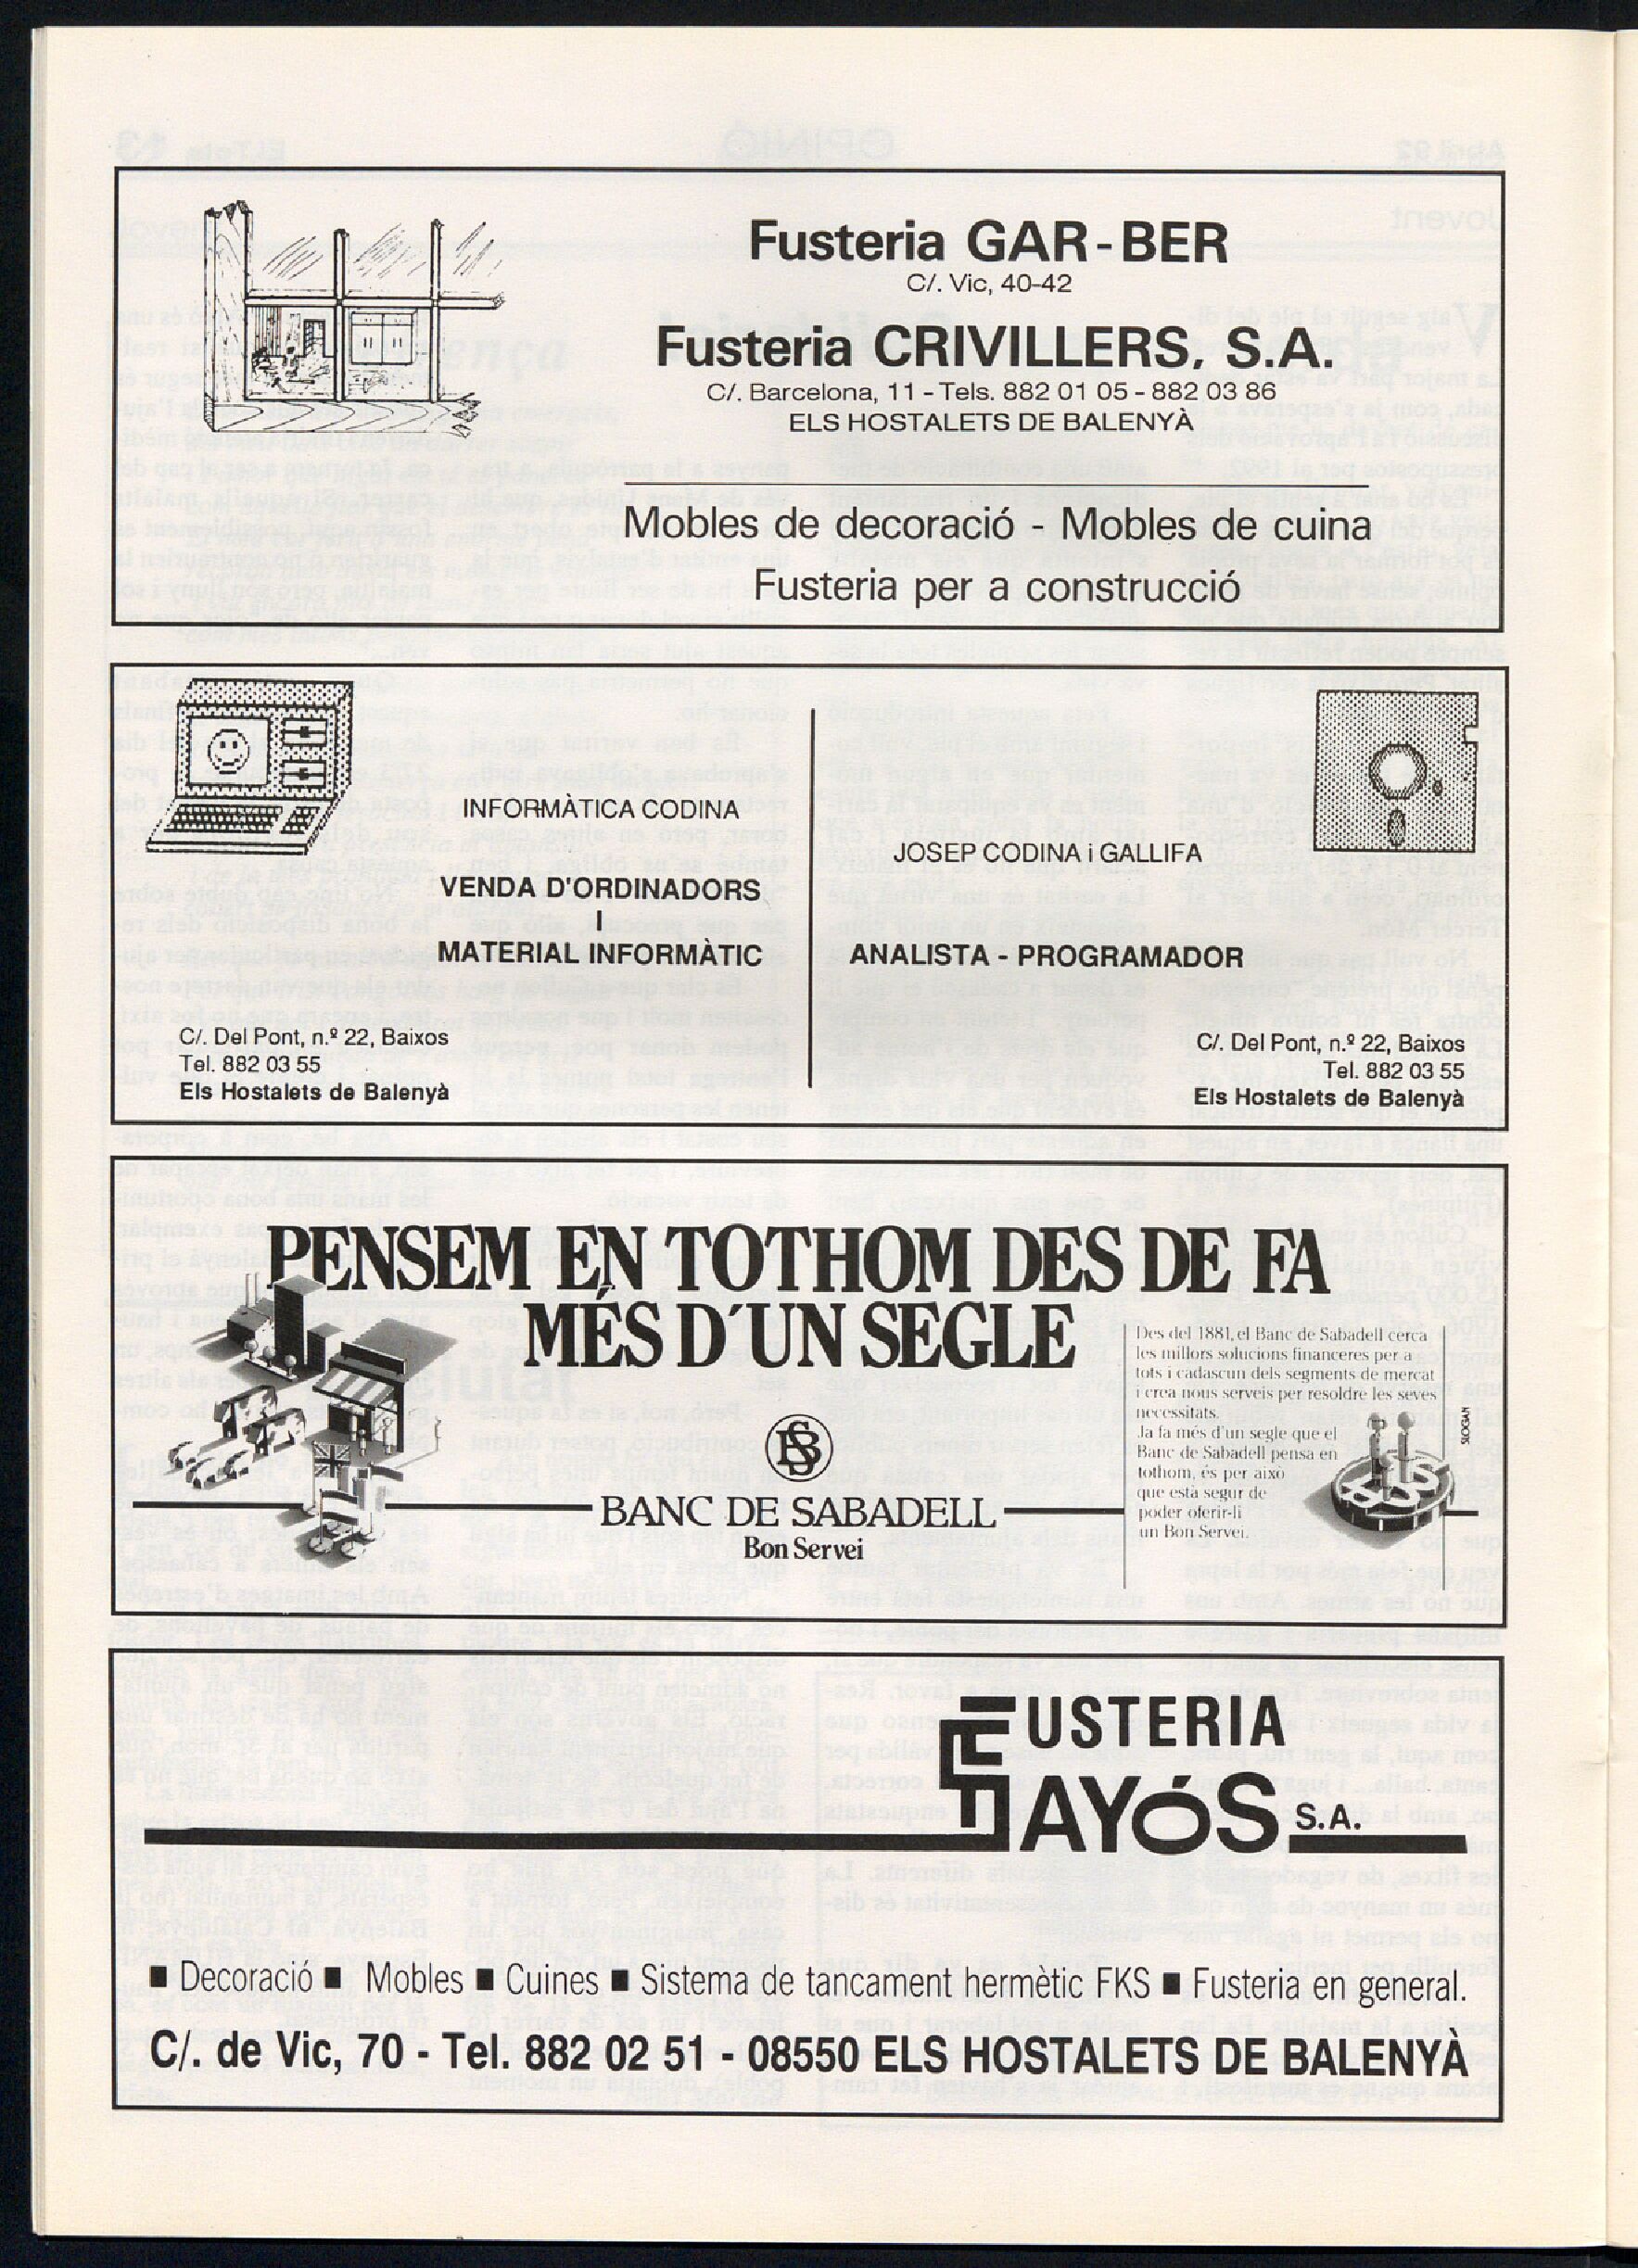 Fusteria GAR-BER
C/. Vic, 40-42
Fusteria CRIVILLERS, S.A.
C/. Barcelona, 11 - Tels. 882 01 05 - 882 03 86
ELS HOSTALETS DE BALENYÀ
Mobles de decoració - Mobles de cuina
Fusteria per a construcció
INFORMÀTICA CODINA
VENDA D'ORDINADORS
I
MATERIAL INFORMÀTIC
C/. Del Pont, n.º 22, Baixos
Tel. 882 03 55
Els Hostalets de Balenyà
JOSEP CODINA i GALLIFA
ANALISTA - PROGRAMADOR
C/. Del Pont, n.º 22, Baixos
Tel. 882 03 55
Els Hostalets de Balenyà
PENSEM EN TOTHOM DES DE FA
MÉS D'UN SEGLE
BS
BANC DE SABADELL
Bon Servei
Des del 1881, el Banc de Sabadell cerca
les millors solucions financeres per a
tots i cadascun dels segments de mercat
i crea nous serveis per resoldre les seves
necessitats.
Ja fa més d'un segle que el
Banc de Sabadell pensa en
tothom, és per aixo
que està segur de
poder oferir-li
un Bon Servei.
SLOGAN
FUSTERIA
SAYÓS S.A.
■ Decoració ■ Mobles ■ Cuines ■ Sistema de tancament hermètic FKS ■ Fusteria en general.
C/. de Vic, 70 - Tel. 882 02 51 - 08550 ELS HOSTALETS DE BALENYÀ